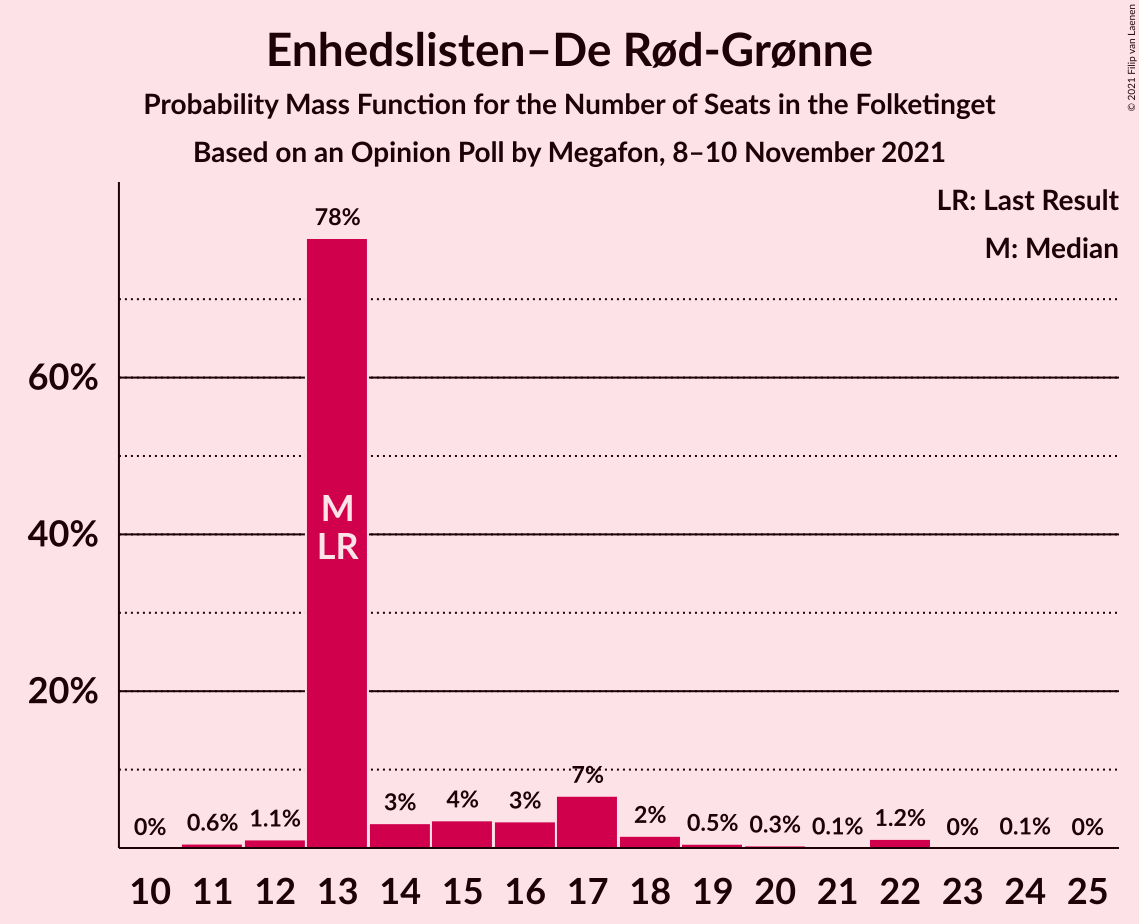 Enhedslisten–De Rød-Grønne
Probability Mass Function for the Number of Seats in the Folketinget
Based on an Opinion Poll by Megafon, 8–10 November 2021
© 2021 Filip van Laenen
LR: Last Result
M: Median
78%
60%
40%
20%
M
LR
0%
0.6%
1.1%
3%
4%
3%
7%
2%
0.5%
0.3%
0.1%
1.2%
0%
0.1%
0%
10 11 12 13 14 15 16 17 18 19 20 21 22 23 24 25